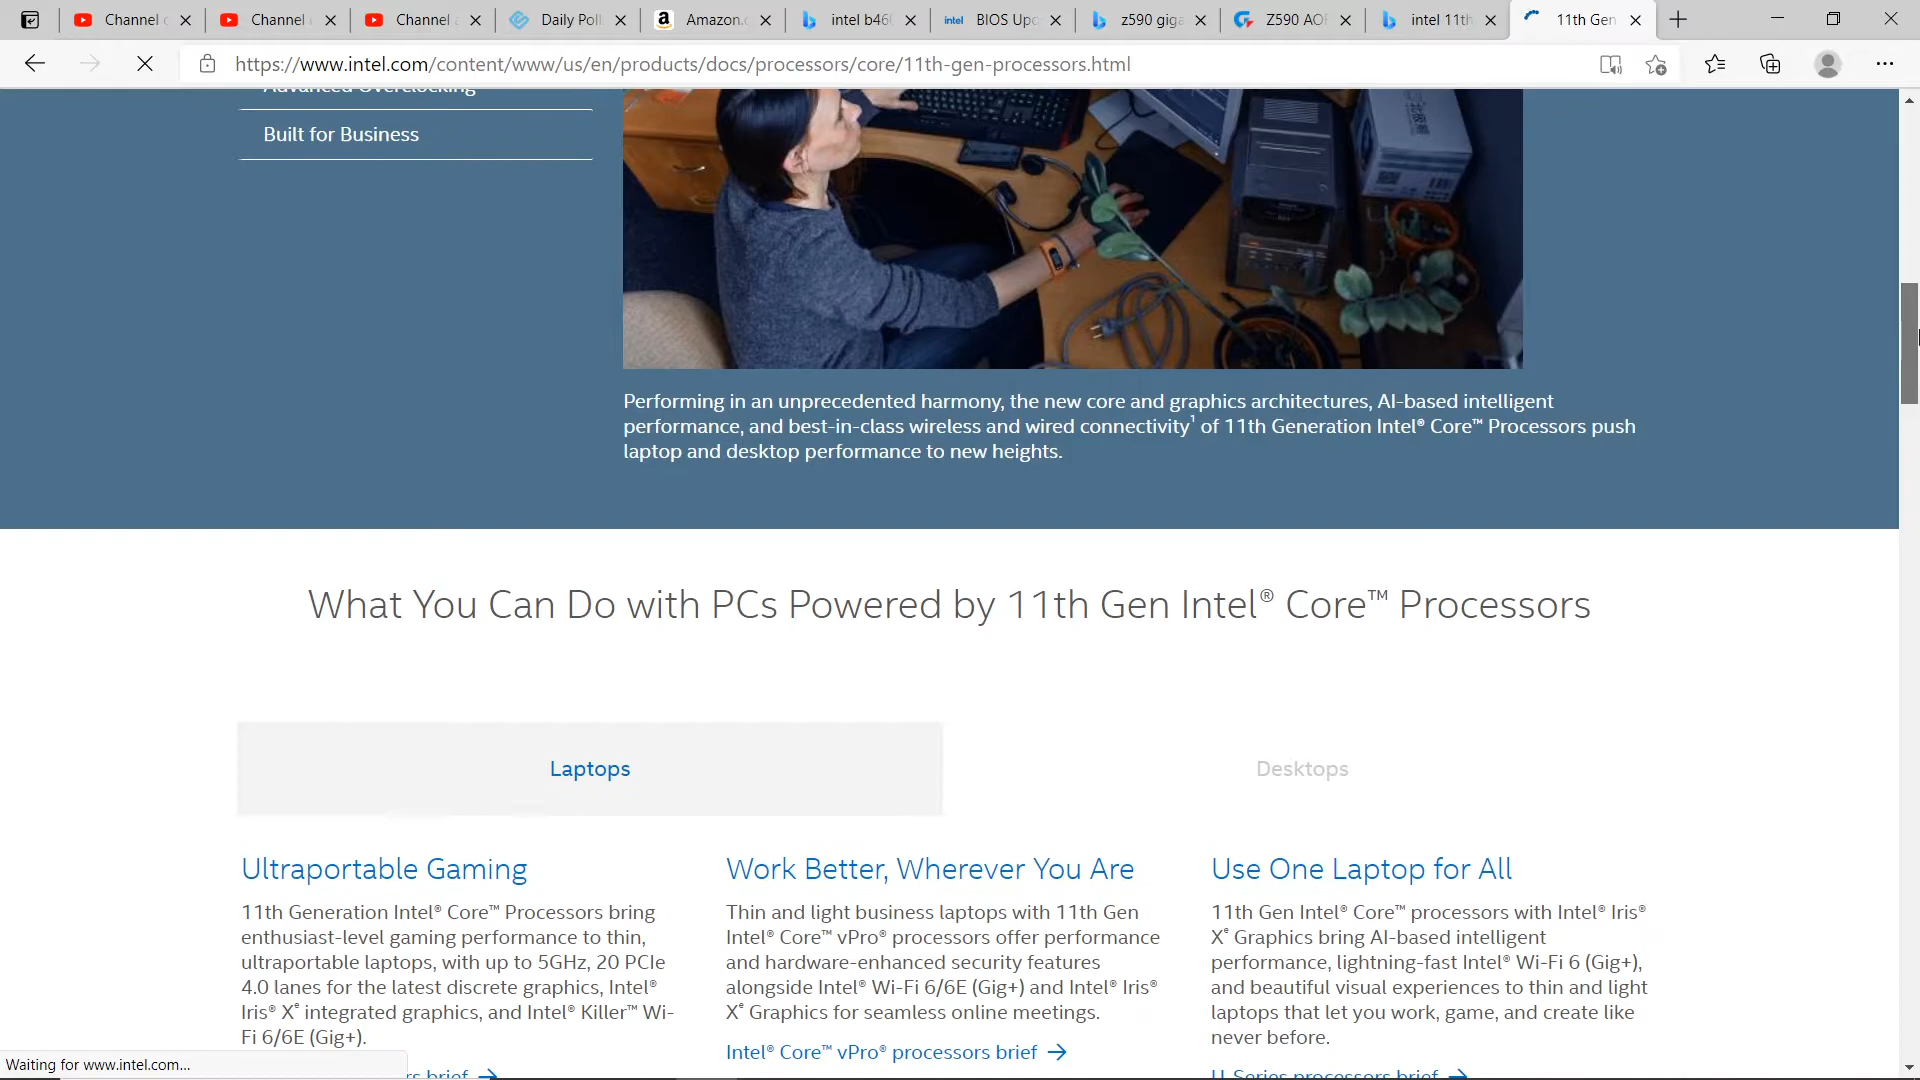 Channel
Channel
Channel
Daily Poll
Amazon.
intel b46
intel
BIOS Upd
z590 giga
Z590 AO
intel 11th
11th Gen
https://www.intel.com/content/www/us/en/products/docs/processors/core/11th-gen-processors.html
Advanced Overclocking
Built for Business
Performing in an unprecedented harmony, the new core and graphics architectures, AI-based intelligent
performance, and best-in-class wireless and wired connectivity¹ of 11th Generation Intel® Core™ Processors push
laptop and desktop performance to new heights.
What You Can Do with PCs Powered by 11th Gen Intel® Core™ Processors
Laptops
Desktops
Ultraportable Gaming
11th Generation Intel® Core™ Processors bring
enthusiast-level gaming performance to thin,
ultraportable laptops, with up to 5GHz, 20 PCIe
4.0 lanes for the latest discrete graphics, Intel®
Iris® Xᵉ integrated graphics, and Intel® Killer™ Wi-
Fi 6/6E (Gig+).
brief →
Work Better, Wherever You Are
Thin and light business laptops with 11th Gen
Intel® Core™ vPro® processors offer performance
and hardware-enhanced security features
alongside Intel® Wi-Fi 6/6E (Gig+) and Intel® Iris®
Xᵉ Graphics for seamless online meetings.
Intel® Core™ vPro® processors brief →
Use One Laptop for All
11th Gen Intel® Core™ processors with Intel® Iris®
Xᵉ Graphics bring AI-based intelligent
performance, lightning-fast Intel® Wi-Fi 6 (Gig+),
and beautiful visual experiences to thin and light
laptops that let you work, game, and create like
never before.
U-Series processors brief →
Waiting for www.intel.com...